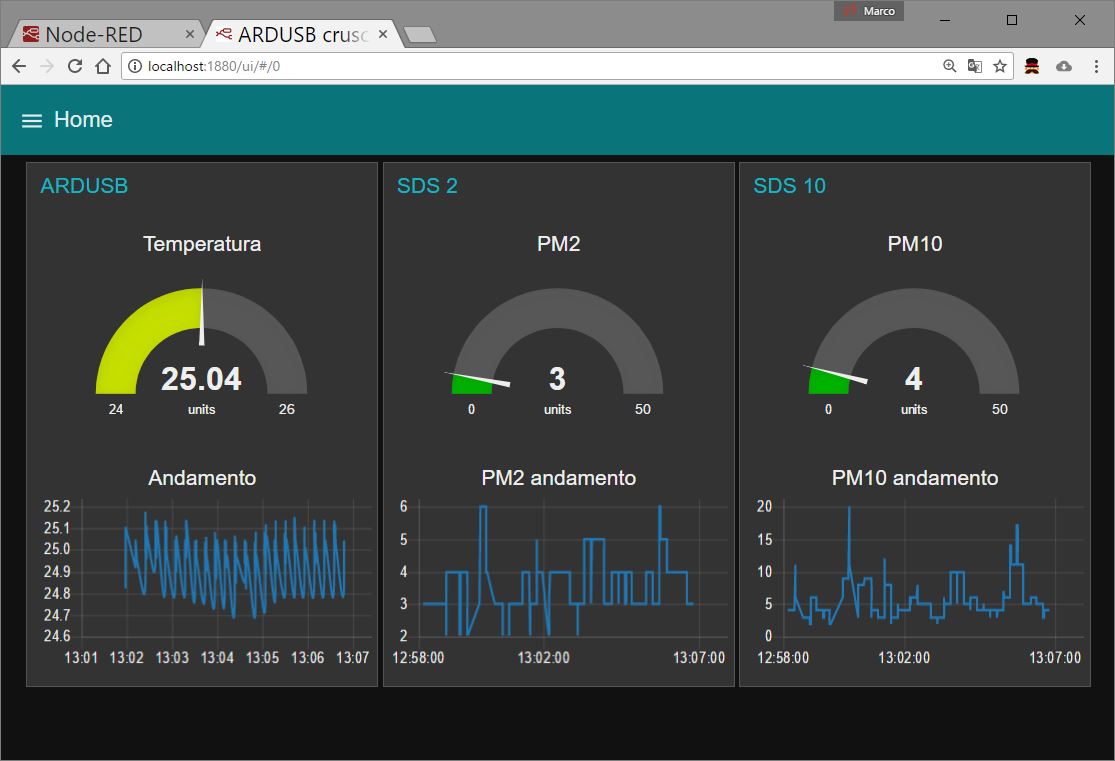 Marco
Node-RED
ARDUSB crusc
localhost:1880/ui/#/0
Home
ARDUSB
Temperatura
25.04
24 units 26
Andamento
25.2
25.1
25.0
24.9
24.8
24.7
24.6
13:01 13:02 13:03 13:04 13:05 13:06 13:07
SDS 2
PM2
3
0 units 50
PM2 andamento
6
5
4
3
2
12:58:00 13:02:00 13:07:00
SDS 10
PM10
4
0 units 50
PM10 andamento
20
15
10
5
0
12:58:00 13:02:00 13:07:00